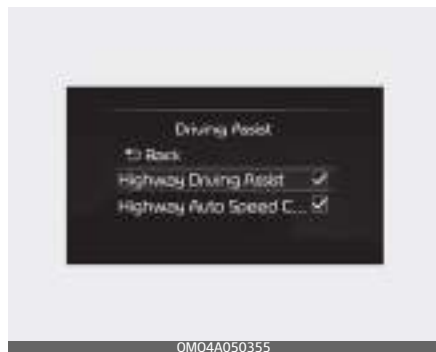 Driving Assist
Back
Highway Driving Assist
Highway Auto Speed C...
OMO4A050355